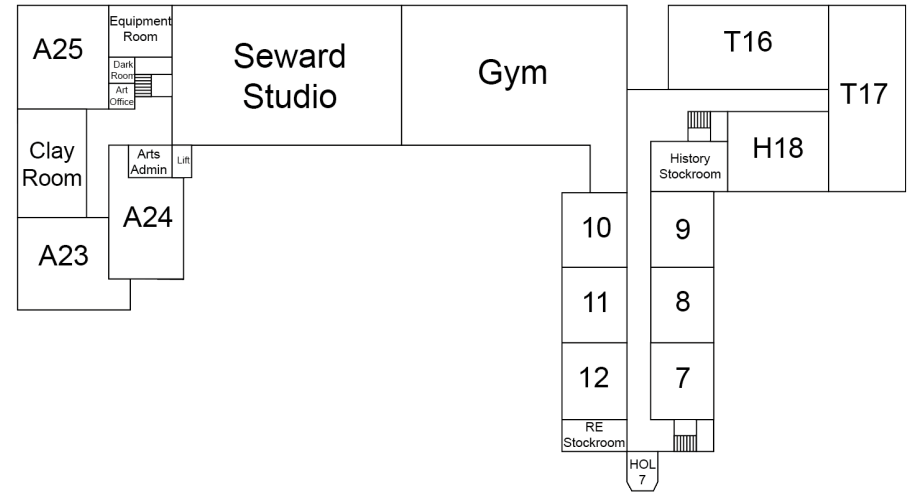 A25
Equipment
Room
Dark
Room
Art
Office
Seward
Studio
Gym
T16
T17
Clay
Room
Arts
Admin
Lift
History
Stockroom
H18
A23
A24
10
9
11
8
12
7
RE
Stockroom
HOL
7